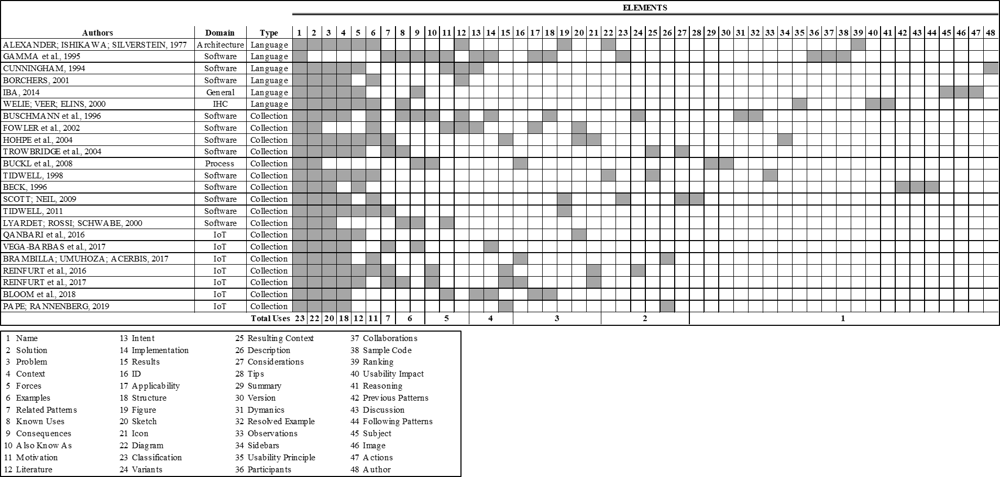 ELEMENTS
Authors Domain Type 1 2 3 4 5 6 7 8 9 10 11 12 13 14 15 16 17 18 19 20 21 22 23 24 25 26 27 28 29 30 31 32 33 34 35 36 37 38 39 40 41 42 43 44 45 46 47 48
ALEXANDER; ISHIKAWA; SILVERSTEIN, 1977 Architecture Language
GAMMA et al., 1995 Software Language
CUNNINGHAM, 1994 Software Language
BORCHERS, 2001 Software Language
IBA, 2014 General Language
WELIE; VEER; ELINS, 2000 IHC Language
BUSCHMANN et al., 1996 Software Collection
FOWLER et al., 2002 Software Collection
HOHPE et al., 2004 Software Collection
TROWBRIDGE et al., 2004 Software Collection
BUCKL et al., 2008 Process Collection
TIDWELL, 1998 Software Collection
BECK, 1996 Software Collection
SCOTT; NEIL, 2009 Software Collection
TIDWELL, 2011 Software Collection
LYARDET; ROSSI; SCHWABE, 2000 Software Collection
QANBARI et al., 2016 IoT Collection
VEGA-BARBAS et al., 2017 IoT Collection
BRAMBILLA; UMUHOZA; ACERBIS, 2017 IoT Collection
REINFURT et al., 2016 IoT Collection
REINFURT et al., 2017 IoT Collection
BLOOM et al., 2018 IoT Collection
PAPE; RANNENBERG, 2019 IoT Collection
Total Uses 23 22 20 18 12 11 7 6 5 4 3 2 1
1 Name 13 Intent 25 Resulting Context 37 Collaborations
2 Solution 14 Implementation 26 Description 38 Sample Code
3 Problem 15 Results 27 Considerations 39 Ranking
4 Context 16 ID 28 Tips 40 Usability Impact
5 Forces 17 Applicability 29 Summary 41 Reasoning
6 Examples 18 Structure 30 Version 42 Previous Patterns
7 Related Patterns 19 Figure 31 Dymanics 43 Discussion
8 Known Uses 20 Sketch 32 Resolved Example 44 Following Patterns
9 Consequences 21 Icon 33 Observations 45 Subject
10 Also Know As 22 Diagram 34 Sidebars 46 Image
11 Motivation 23 Classification 35 Usability Principle 47 Actions
12 Literature 24 Variants 36 Participants 48 Author